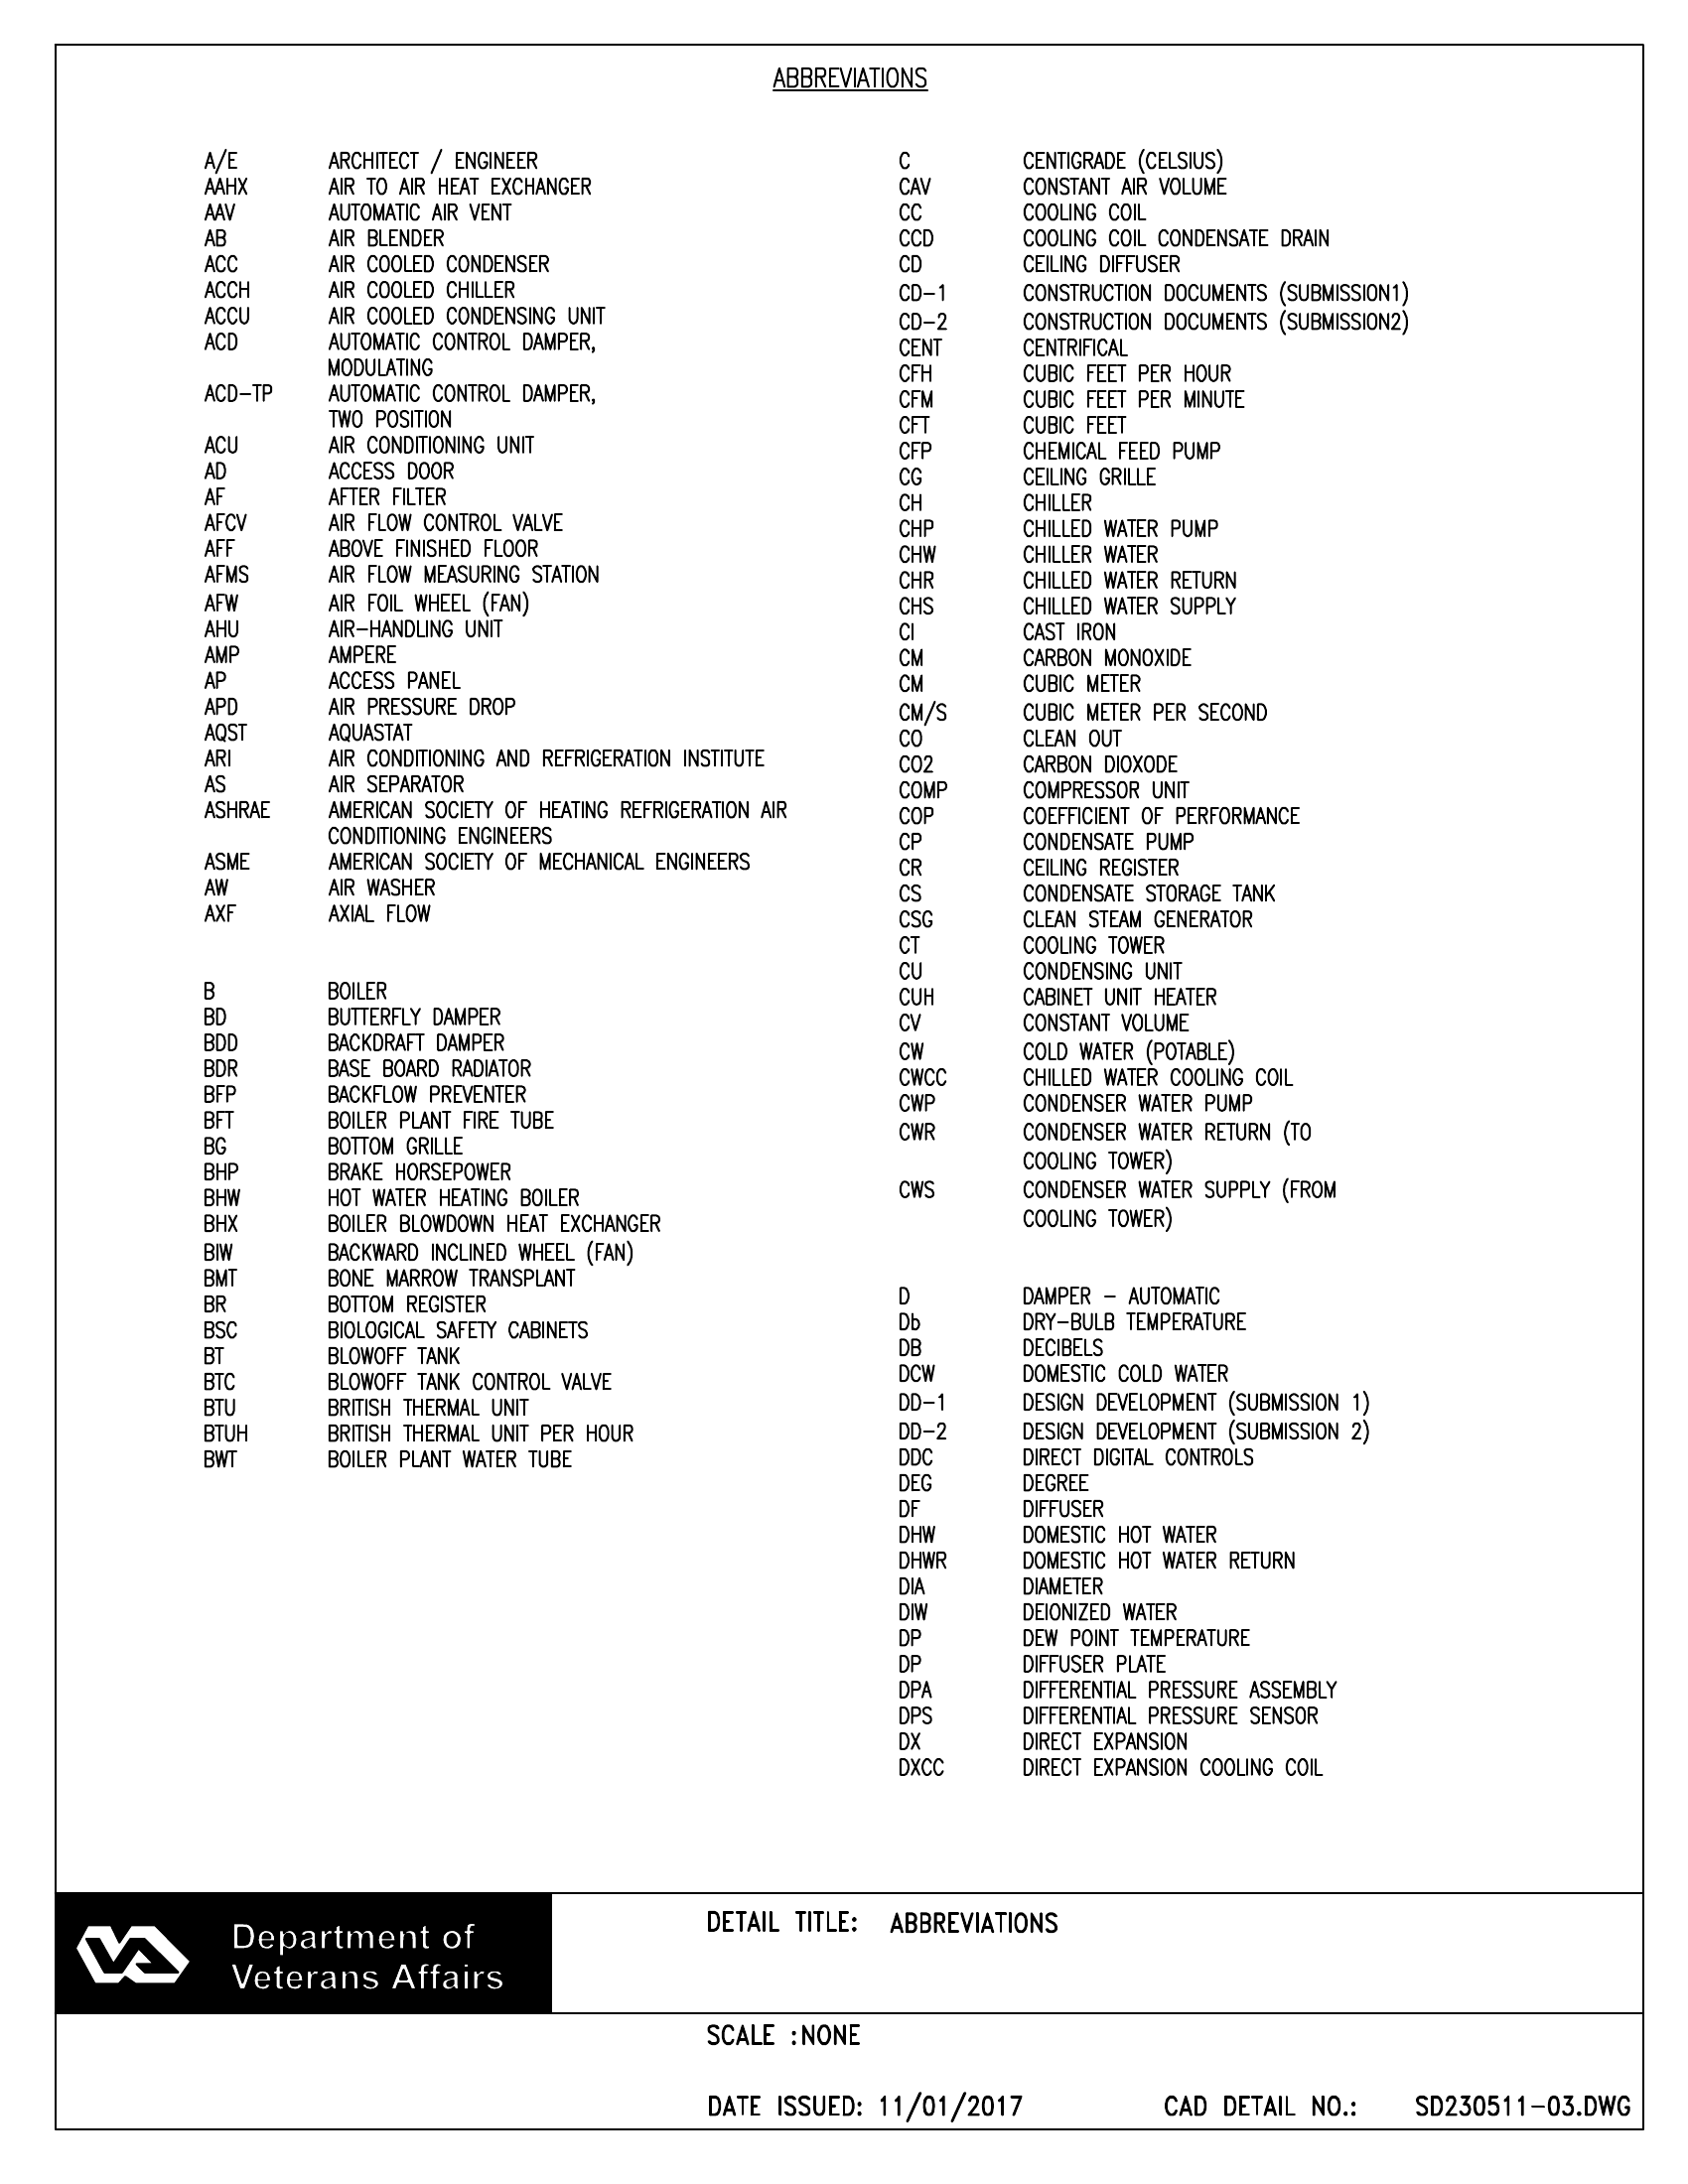 ABBREVIATIONS
A/E ARCHITECT / ENGINEER
AAHX AIR TO AIR HEAT EXCHANGER
AAV AUTOMATIC AIR VENT
AB AIR BLENDER
ACC AIR COOLED CONDENSER
ACCH AIR COOLED CHILLER
ACCU AIR COOLED CONDENSING UNIT
ACD AUTOMATIC CONTROL DAMPER,
MODULATING
ACD-TP AUTOMATIC CONTROL DAMPER,
TWO POSITION
ACU AIR CONDITIONING UNIT
AD ACCESS DOOR
AF AFTER FILTER
AFCV AIR FLOW CONTROL VALVE
AFF ABOVE FINISHED FLOOR
AFMS AIR FLOW MEASURING STATION
AFW AIR FOIL WHEEL (FAN)
AHU AIR-HANDLING UNIT
AMP AMPERE
AP ACCESS PANEL
APD AIR PRESSURE DROP
AQST AQUASTAT
ARI AIR CONDITIONING AND REFRIGERATION INSTITUTE
AS AIR SEPARATOR
ASHRAE AMERICAN SOCIETY OF HEATING REFRIGERATION AIR
CONDITIONING ENGINEERS
ASME AMERICAN SOCIETY OF MECHANICAL ENGINEERS
AW AIR WASHER
AXF AXIAL FLOW
B BOILER
BD BUTTERFLY DAMPER
BDD BACKDRAFT DAMPER
BDR BASE BOARD RADIATOR
BFP BACKFLOW PREVENTER
BFT BOILER PLANT FIRE TUBE
BG BOTTOM GRILLE
BHP BRAKE HORSEPOWER
BHW HOT WATER HEATING BOILER
BHX BOILER BLOWDOWN HEAT EXCHANGER
BIW BACKWARD INCLINED WHEEL (FAN)
BMT BONE MARROW TRANSPLANT
BR BOTTOM REGISTER
BSC BIOLOGICAL SAFETY CABINETS
BT BLOWOFF TANK
BTC BLOWOFF TANK CONTROL VALVE
BTU BRITISH THERMAL UNIT
BTUH BRITISH THERMAL UNIT PER HOUR
BWT BOILER PLANT WATER TUBE
C CENTIGRADE (CELSIUS)
CAV CONSTANT AIR VOLUME
CC COOLING COIL
CCD COOLING COIL CONDENSATE DRAIN
CD CEILING DIFFUSER
CD-1 CONSTRUCTION DOCUMENTS (SUBMISSION1)
CD-2 CONSTRUCTION DOCUMENTS (SUBMISSION2)
CENT CENTRIFICAL
CFH CUBIC FEET PER HOUR
CFM CUBIC FEET PER MINUTE
CFT CUBIC FEET
CFP CHEMICAL FEED PUMP
CG CEILING GRILLE
CH CHILLER
CHP CHILLED WATER PUMP
CHW CHILLER WATER
CHR CHILLED WATER RETURN
CHS CHILLED WATER SUPPLY
CI CAST IRON
CM CARBON MONOXIDE
CM CUBIC METER
CM/S CUBIC METER PER SECOND
CO CLEAN OUT
CO2 CARBON DIOXODE
COMP COMPRESSOR UNIT
COP COEFFICIENT OF PERFORMANCE
CP CONDENSATE PUMP
CR CEILING REGISTER
CS CONDENSATE STORAGE TANK
CSG CLEAN STEAM GENERATOR
CT COOLING TOWER
CU CONDENSING UNIT
CUH CABINET UNIT HEATER
CV CONSTANT VOLUME
CW COLD WATER (POTABLE)
CWCC CHILLED WATER COOLING COIL
CWP CONDENSER WATER PUMP
CWR CONDENSER WATER RETURN (TO
COOLING TOWER)
CWS CONDENSER WATER SUPPLY (FROM
COOLING TOWER)
D DAMPER - AUTOMATIC
Db DRY-BULB TEMPERATURE
DB DECIBELS
DCW DOMESTIC COLD WATER
DD-1 DESIGN DEVELOPMENT (SUBMISSION 1)
DD-2 DESIGN DEVELOPMENT (SUBMISSION 2)
DDC DIRECT DIGITAL CONTROLS
DEG DEGREE
DF DIFFUSER
DHW DOMESTIC HOT WATER
DHWR DOMESTIC HOT WATER RETURN
DIA DIAMETER
DIW DEIONIZED WATER
DP DEW POINT TEMPERATURE
DP DIFFUSER PLATE
DPA DIFFERENTIAL PRESSURE ASSEMBLY
DPS DIFFERENTIAL PRESSURE SENSOR
DX DIRECT EXPANSION
DXCC DIRECT EXPANSION COOLING COIL
Department of
Veterans Affairs
DETAIL TITLE: ABBREVIATIONS
SCALE :NONE
DATE ISSUED: 11/01/2017 CAD DETAIL NO.: SD230511-03.DWG